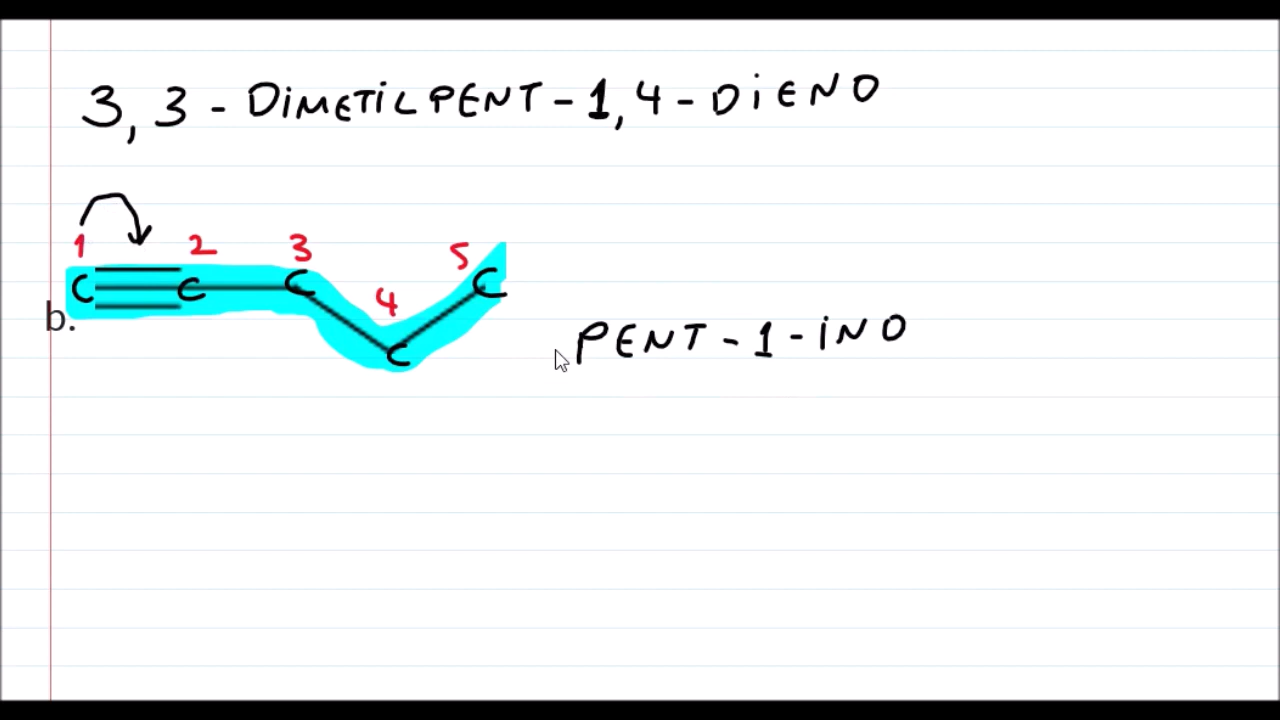 3,3-DIMETILPENT-1,4-DIENO
1 2 3 4 5
C C C C C
b.
PENT-1-INO